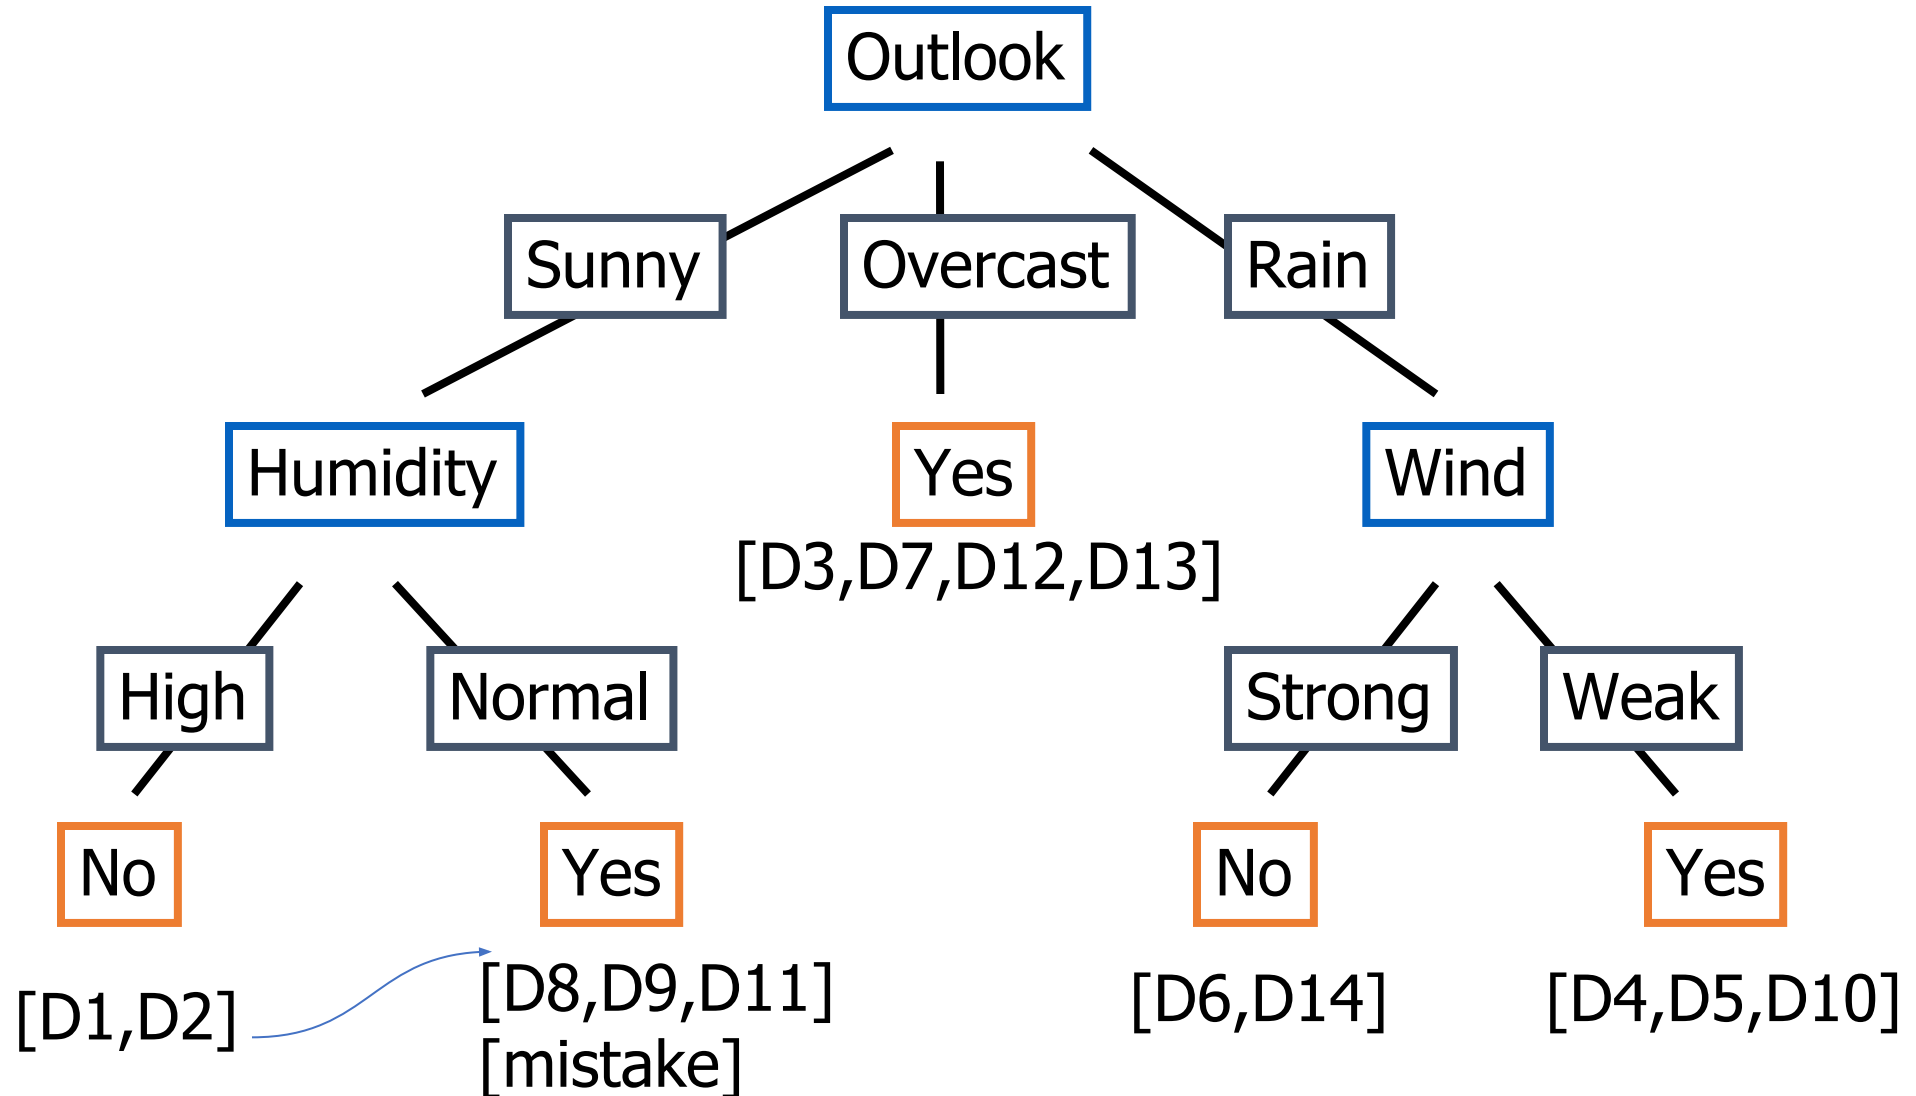 Outlook
Sunny
Overcast
Rain
Humidity
Yes
Wind
[D3,D7,D12,D13]
High
Normal
Strong
Weak
No
Yes
No
Yes
[D1,D2]
[D8,D9,D11]
[mistake]
[D6,D14]
[D4,D5,D10]